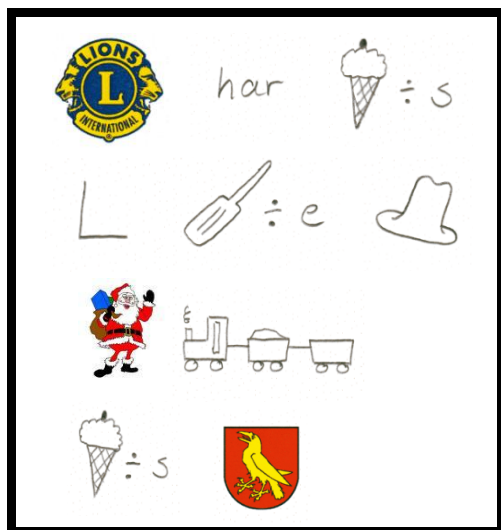 LIONS
L
INTERNATIONAL
har
÷ s
L
÷ e
÷ s